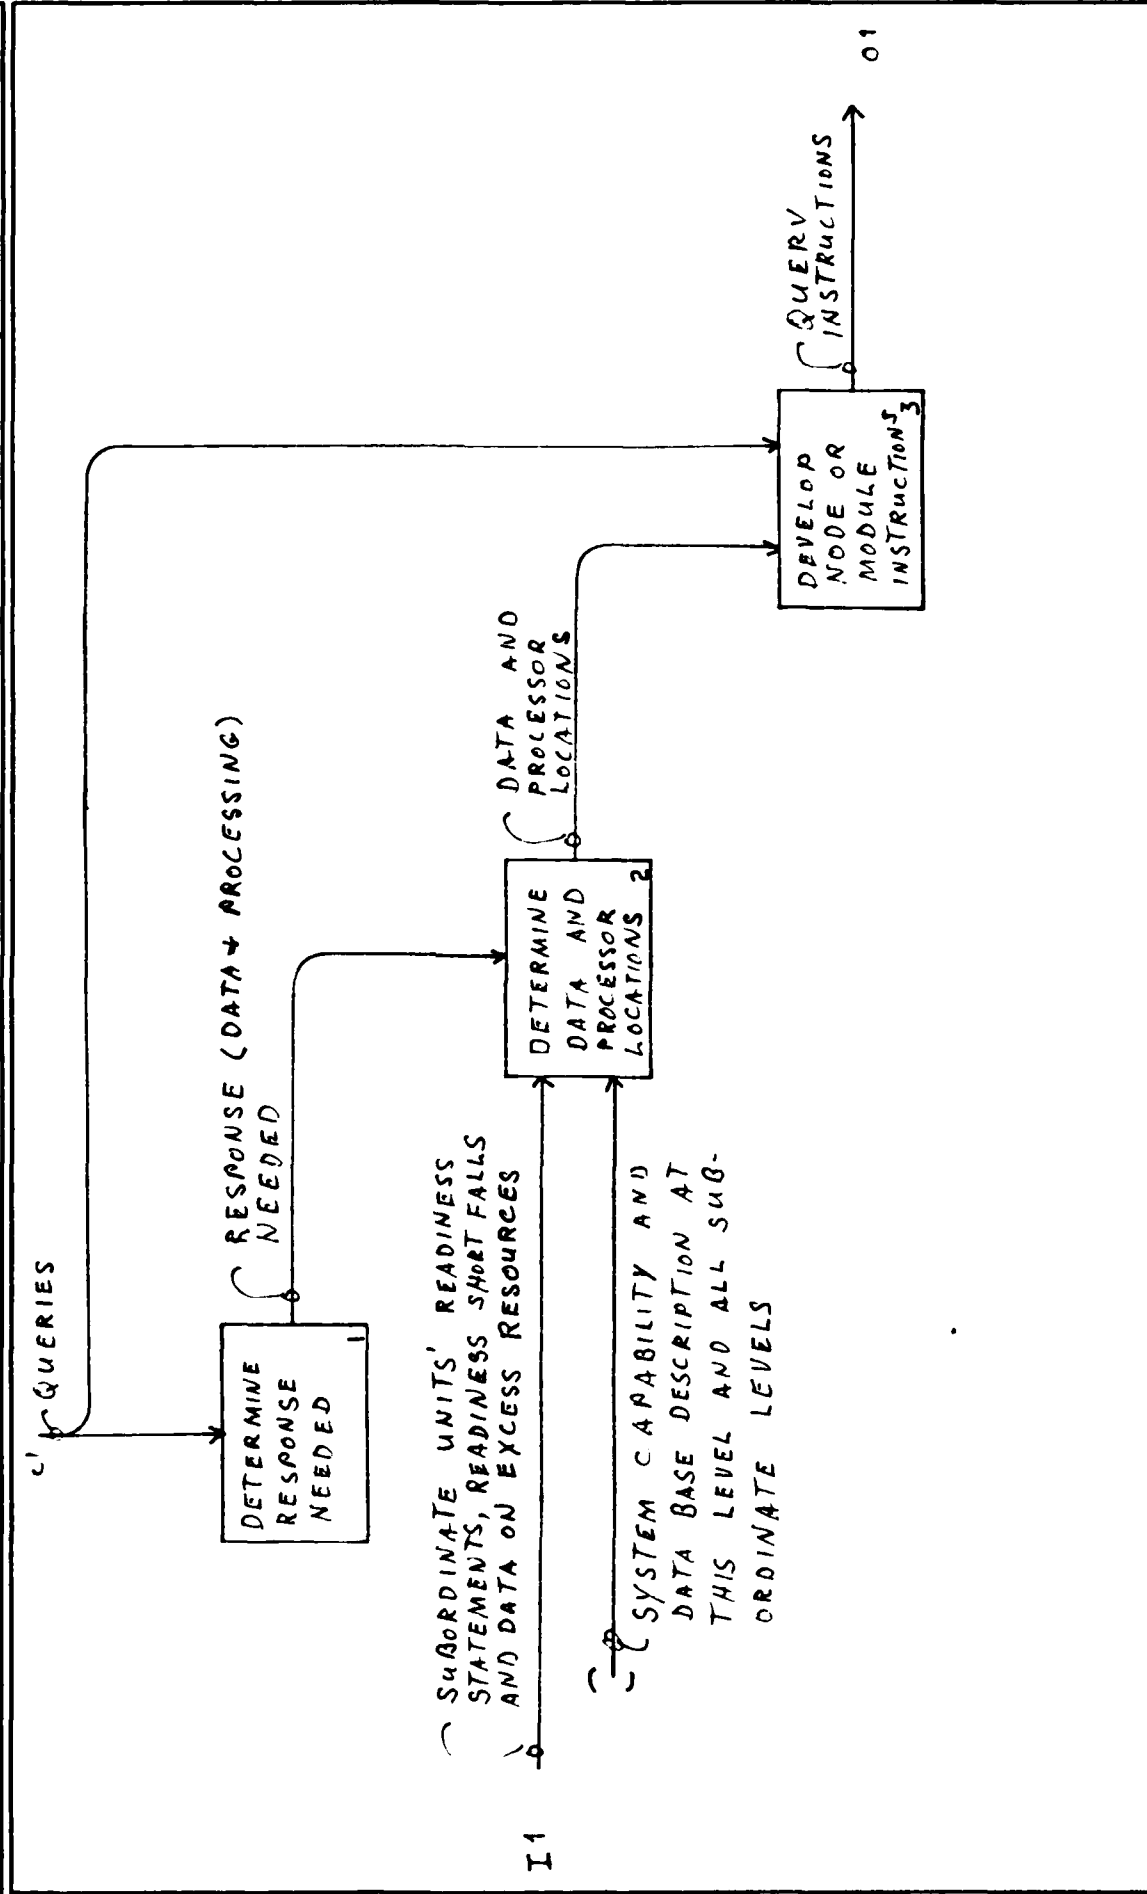 C1
QUERIES
DETERMINE
RESPONSE
NEEDED
1
RESPONSE (DATA + PROCESSING)
NEEDED
I1
SUBORDINATE UNITS' READINESS
STATEMENTS, READINESS SHORT FALLS
AND DATA ON EXCESS RESOURCES
SYSTEM CAPABILITY AND
DATA BASE DESCRIPTION AT
THIS LEVEL AND ALL SUB-
ORDINATE LEVELS
DETERMINE
DATA AND
PROCESSOR
LOCATIONS
2
DATA AND
PROCESSOR
LOCATIONS
DEVELOP
NODE OR
MODULE
INSTRUCTIONS
3
QUERY
INSTRUCTIONS
O1